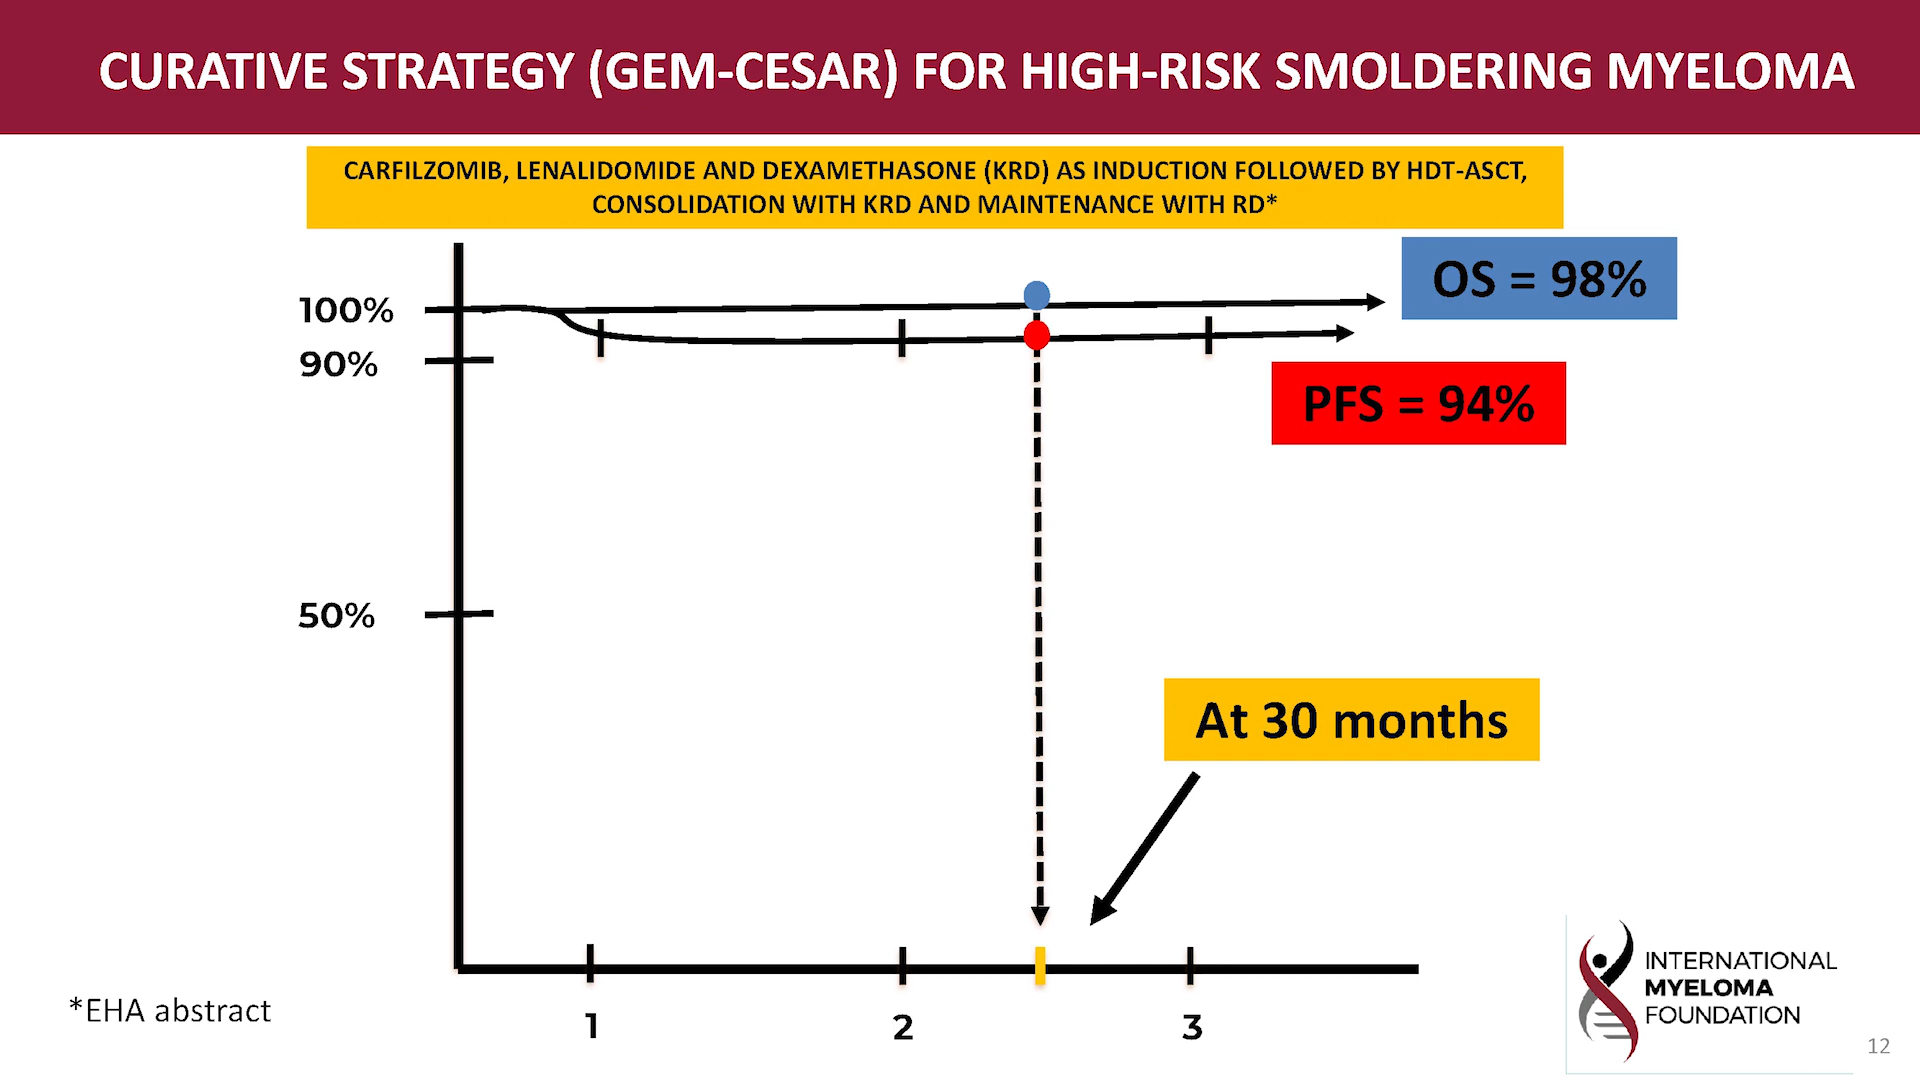 CURATIVE STRATEGY (GEM-CESAR) FOR HIGH-RISK SMOLDERING MYELOMA
CARFILZOMIB, LENALIDOMIDE AND DEXAMETHASONE (KRD) AS INDUCTION FOLLOWED BY HDT-ASCT,
CONSOLIDATION WITH KRD AND MAINTENANCE WITH RD*
OS = 98%
100%
90%
PFS = 94%
50%
At 30 months
1
2
3
*EHA abstract
INTERNATIONAL
MYELOMA
FOUNDATION
12